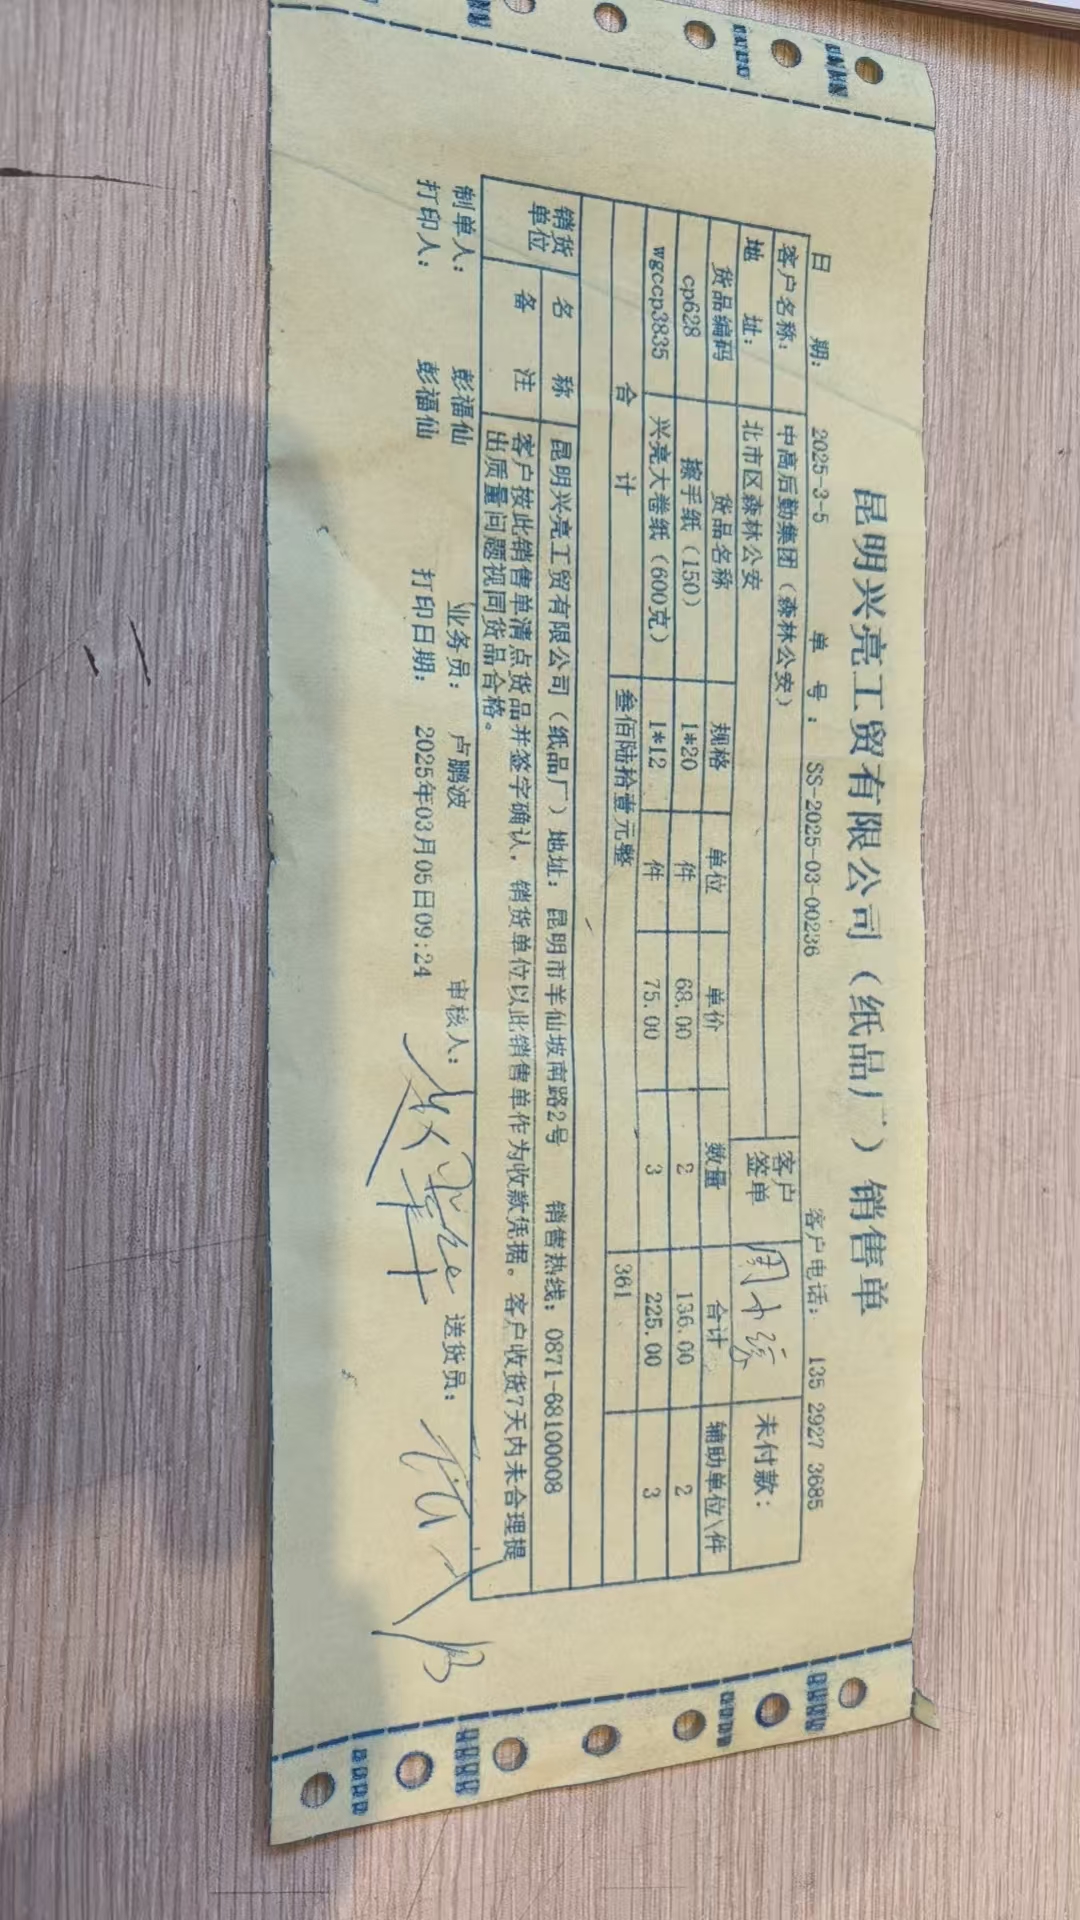 昆明兴亮工贸有限公司（纸品厂）销售单
日 期： 2025-3-5 单 号： SS-2025-03-00236 客户电话： 135 2927 3685
客户名称： 中高后勤集团（森林公安） 客户签单 未付款：
地 址： 北市区森林公安
货品编码 货品名称 规格 单位 单价 数量 合计 辅助单位\件
cp628 擦手纸（150） 1*20 件 68.00 2 136.00 2
wgccp3835 兴亮大卷纸（600克） 1*12 件 75.00 3 225.00 3
合 计 叁佰陆拾壹元整 361
销货单位 名 称 昆明兴亮工贸有限公司（纸品厂）地址： 昆明市羊仙坡南路2号 销售热线：0871-68100008
备 注 客户按此销售单清点货品并签字确认，销货单位以此销售单作为收款凭据。客户收货7天内未合理提
出质量问题视同货品合格。
制单人： 彭福仙 业务员： 卢鹏波 审核人： 送货员：
打印人： 彭福仙 打印日期： 2025年03月05日09:24